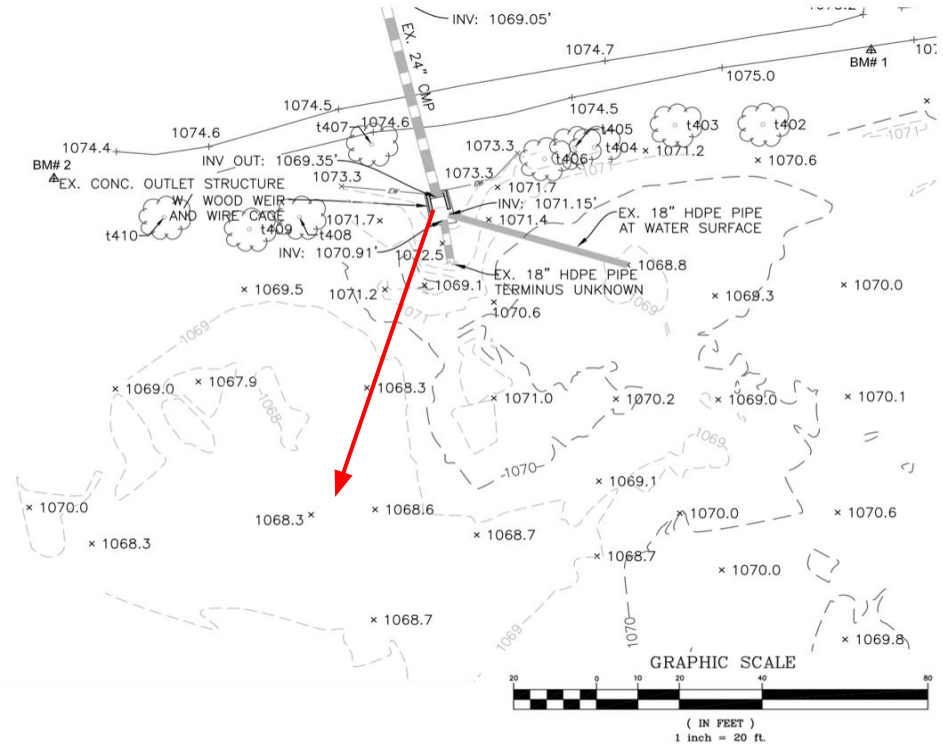 INV: 1069.05'
EX. 24" CMP
1074.7
BM# 1
1075.0
1074.5
1074.5
t403
t402
t405
t404
t406
1074.6
t407
1074.6
1074.4
1071
1071.2
1070.6
1071
INV OUT: 1069.35'
1073.3
1073.3
BM# 2
EX. CONC. OUTLET STRUCTURE
W/ WOOD WEIR
AND WIRE CAGE
1073.3
EW
1071.7
INV: 1071.15'
EX. 18" HDPE PIPE
AT WATER SURFACE
1071.7
1071.4
t410
t409
t408
INV: 1070.91'
1072.5
1068.8
EX. 18" HDPE PIPE
TERMINUS UNKNOWN
1069.5
1071.2
1069.1
1069.3
1070.0
1069
1071
1070.6
1069
1069.0
1067.9
1068.3
1071.0
1070.2
1069.0
1070.1
1068
1069
1070
1069.1
1070.0
1068.3
1068.6
1070.0
1070.6
1068.3
1068.7
1068.7
1070.0
1068.7
1069
1070
1069.8
GRAPHIC SCALE
20 0 10 20 40 80
( IN FEET )
1 inch = 20 ft.